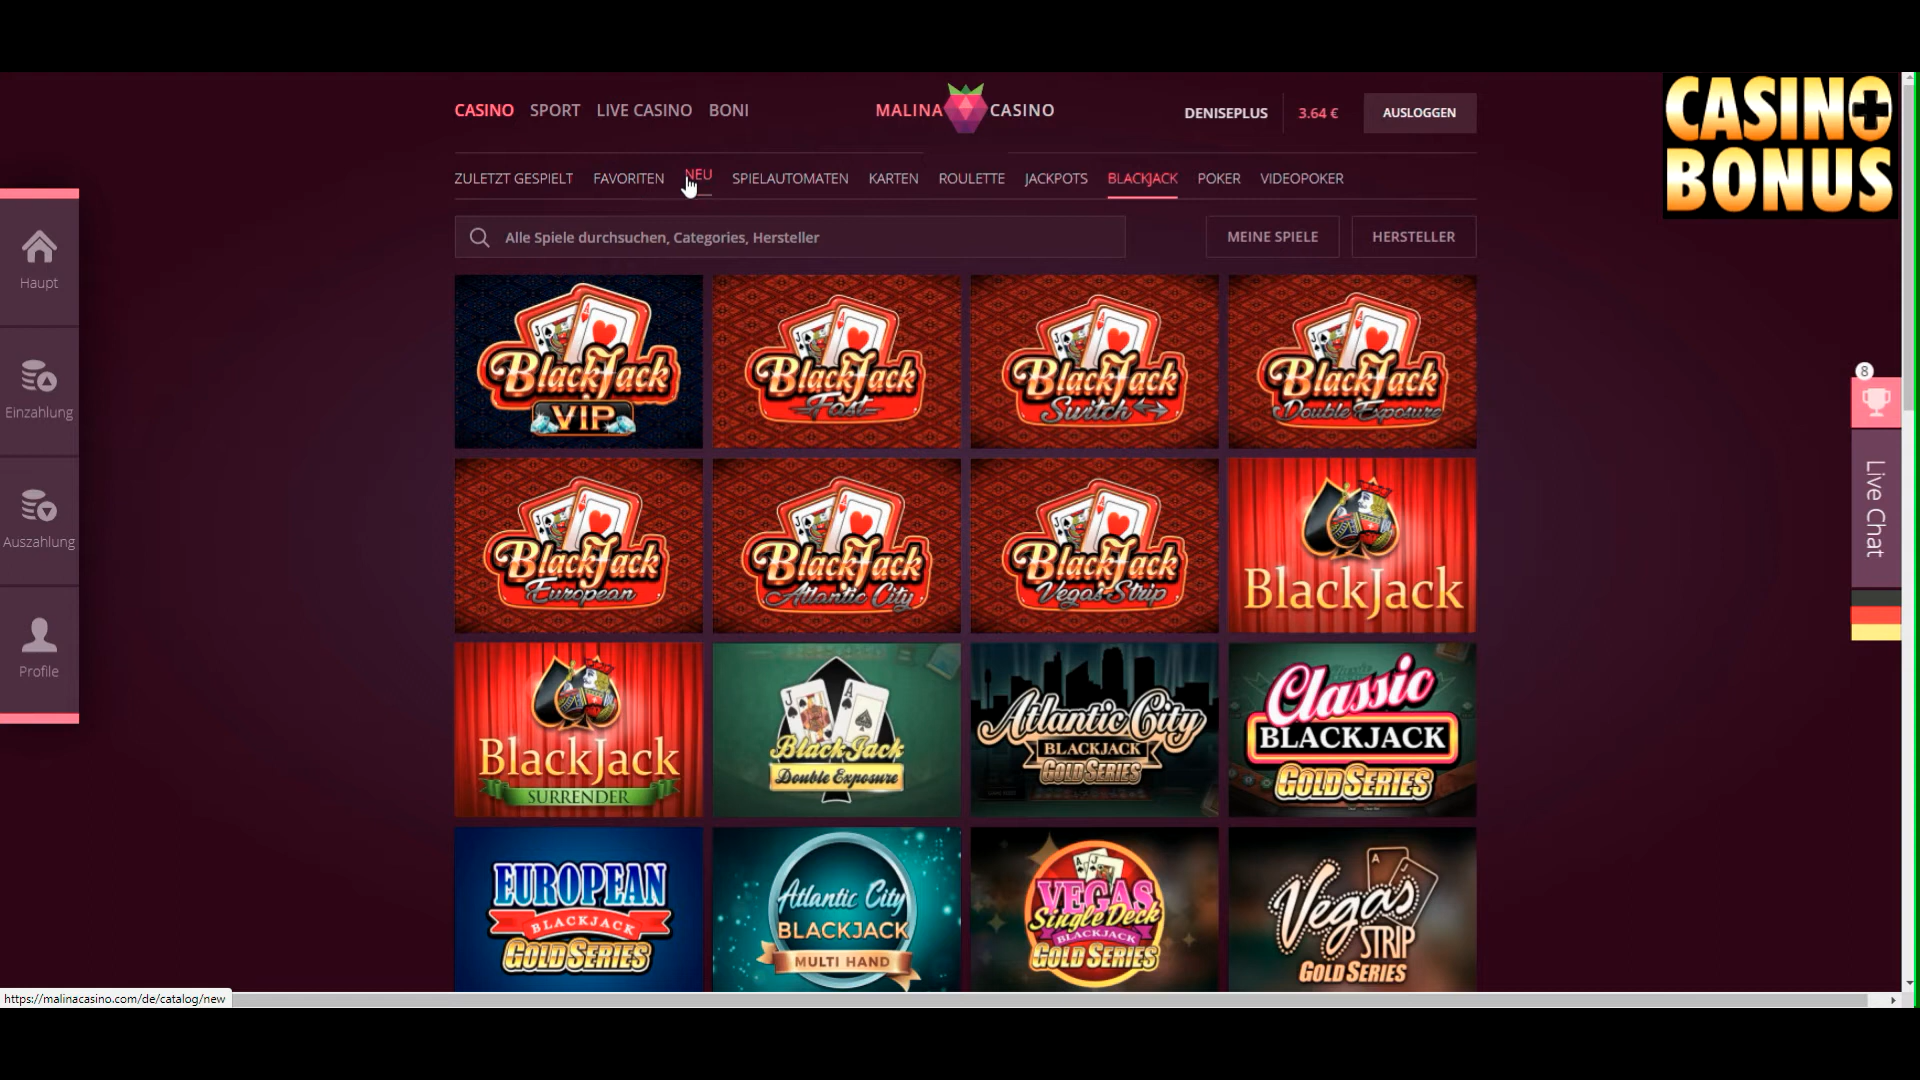 CASINO SPORT LIVE CASINO BONI
MALINA CASINO
DENISEPLUS 3.64 € AUSLOGGEN
CASINO
BONUS
ZULETZT GESPIELT FAVORITEN NEU SPIELAUTOMATEN KARTEN ROULETTE JACKPOTS BLACKJACK POKER VIDEOPOKER
Alle Spiele durchsuchen, Categories, Hersteller
MEINE SPIELE HERSTELLER
Haupt
Einzahlung
Auszahlung
Profile
BlackJack
VIP
BlackJack
Fast
BlackJack
Switch
BlackJack
Double Exposure
BlackJack
European
BlackJack
Atlantic City
BlackJack
Vegas Strip
BlackJack
BlackJack
SURRENDER
BlackJack
Double Exposure
Atlantic City
BLACKJACK
GOLD SERIES
Classic
BLACKJACK
GOLD SERIES
EUROPEAN
BLACKJACK
GOLD SERIES
Atlantic City
BLACKJACK
MULTI HAND
VEGAS
Single Deck
BLACKJACK
GOLD SERIES
Vegas
STRIP
GOLD SERIES
8
Live Chat
https://malinacasino.com/de/catalog/new